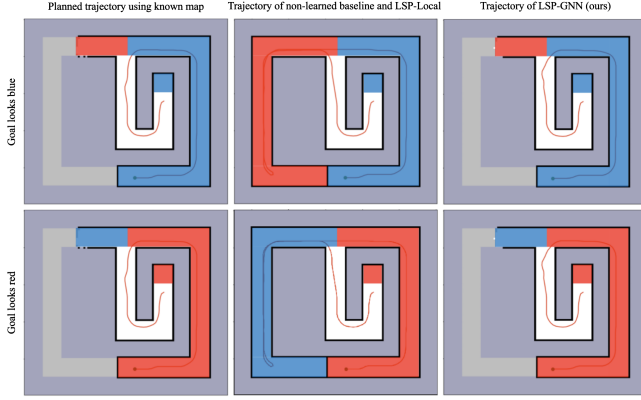 Planned trajectory using known map
Trajectory of non-learned baseline and LSP-Local
Trajectory of LSP-GNN (ours)
Goal looks blue
Goal looks red